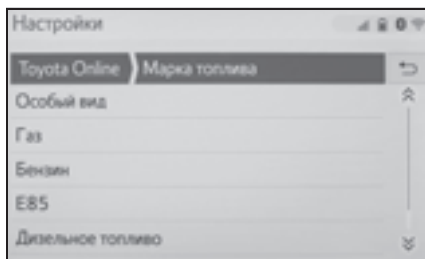 Настройки
Toyota Online Марка топлива
Особый вид
Газ
Бензин
E85
Дизельное топливо